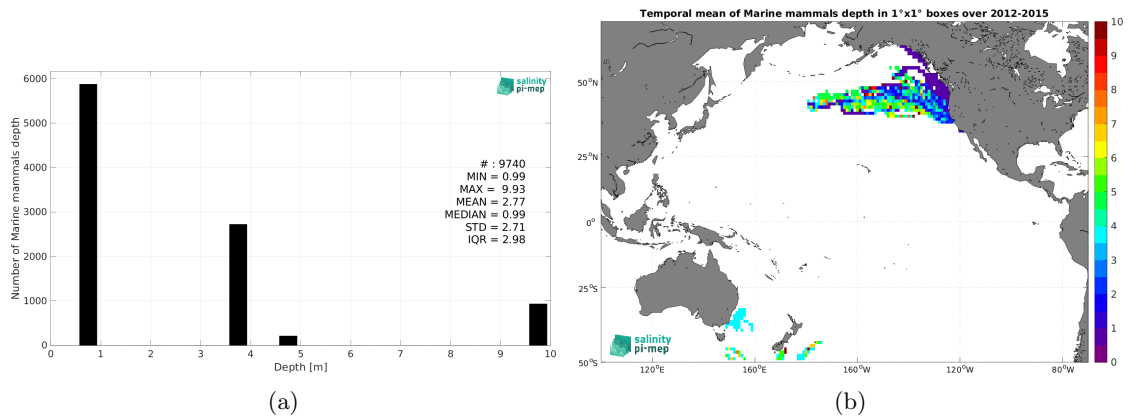 6000
5000
4000
3000
2000
1000
0
Number of Marine mammals depth
salinity
pi-mep
# : 9740
MIN = 0.99
MAX = 9.93
MEAN = 2.77
MEDIAN = 0.99
STD = 2.71
IQR = 2.98
0 1 2 3 4 5 6 7 8 9 10
Depth [m]
(a)
Temporal mean of Marine mammals depth in 1°x1° boxes over 2012-2015
50°N
25°N
0°
25°S
50°S
salinity
pi-mep
120°E 160°E 160°W 120°W 80°W
10
9
8
7
6
5
4
3
2
1
0
(b)